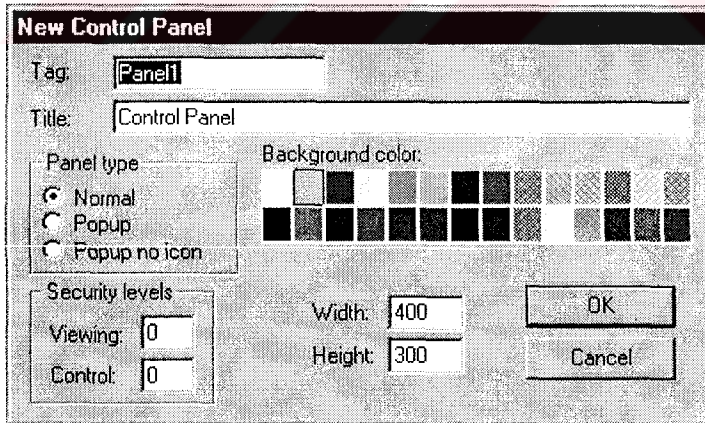 New Control Panel
Tag: Panel1
Title: Control Panel
Panel type
Normal
Popup
Popup no icon
Background color:
Security levels
Viewing: 0
Control: 0
Width: 400
Height: 300
OK
Cancel